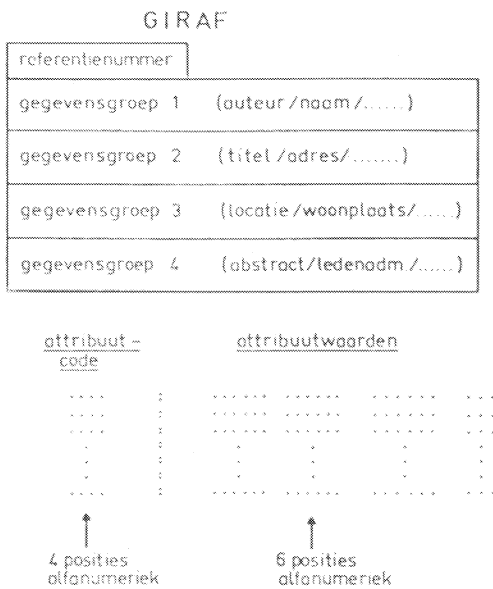 GIRAF
referentienummer
gegevensgroep 1 (auteur/naam/......)
gegevensgroep 2 (titel/adres/.......)
gegevensgroep 3 (locatie/woonplaats/......)
gegevensgroep 4 (abstract/ledenadm/......)
attribuut– attribuutwaarden
code
.... : ...... ...... ...... ...
.... : ...... ...... ...... ...
.... : ...... ...... ...... ...
. : . . . .
. : . . . .
. : . . . .
.... : ...... ...... ...... ...
4 posities 6 posities
alfanumeriek alfanumeriek